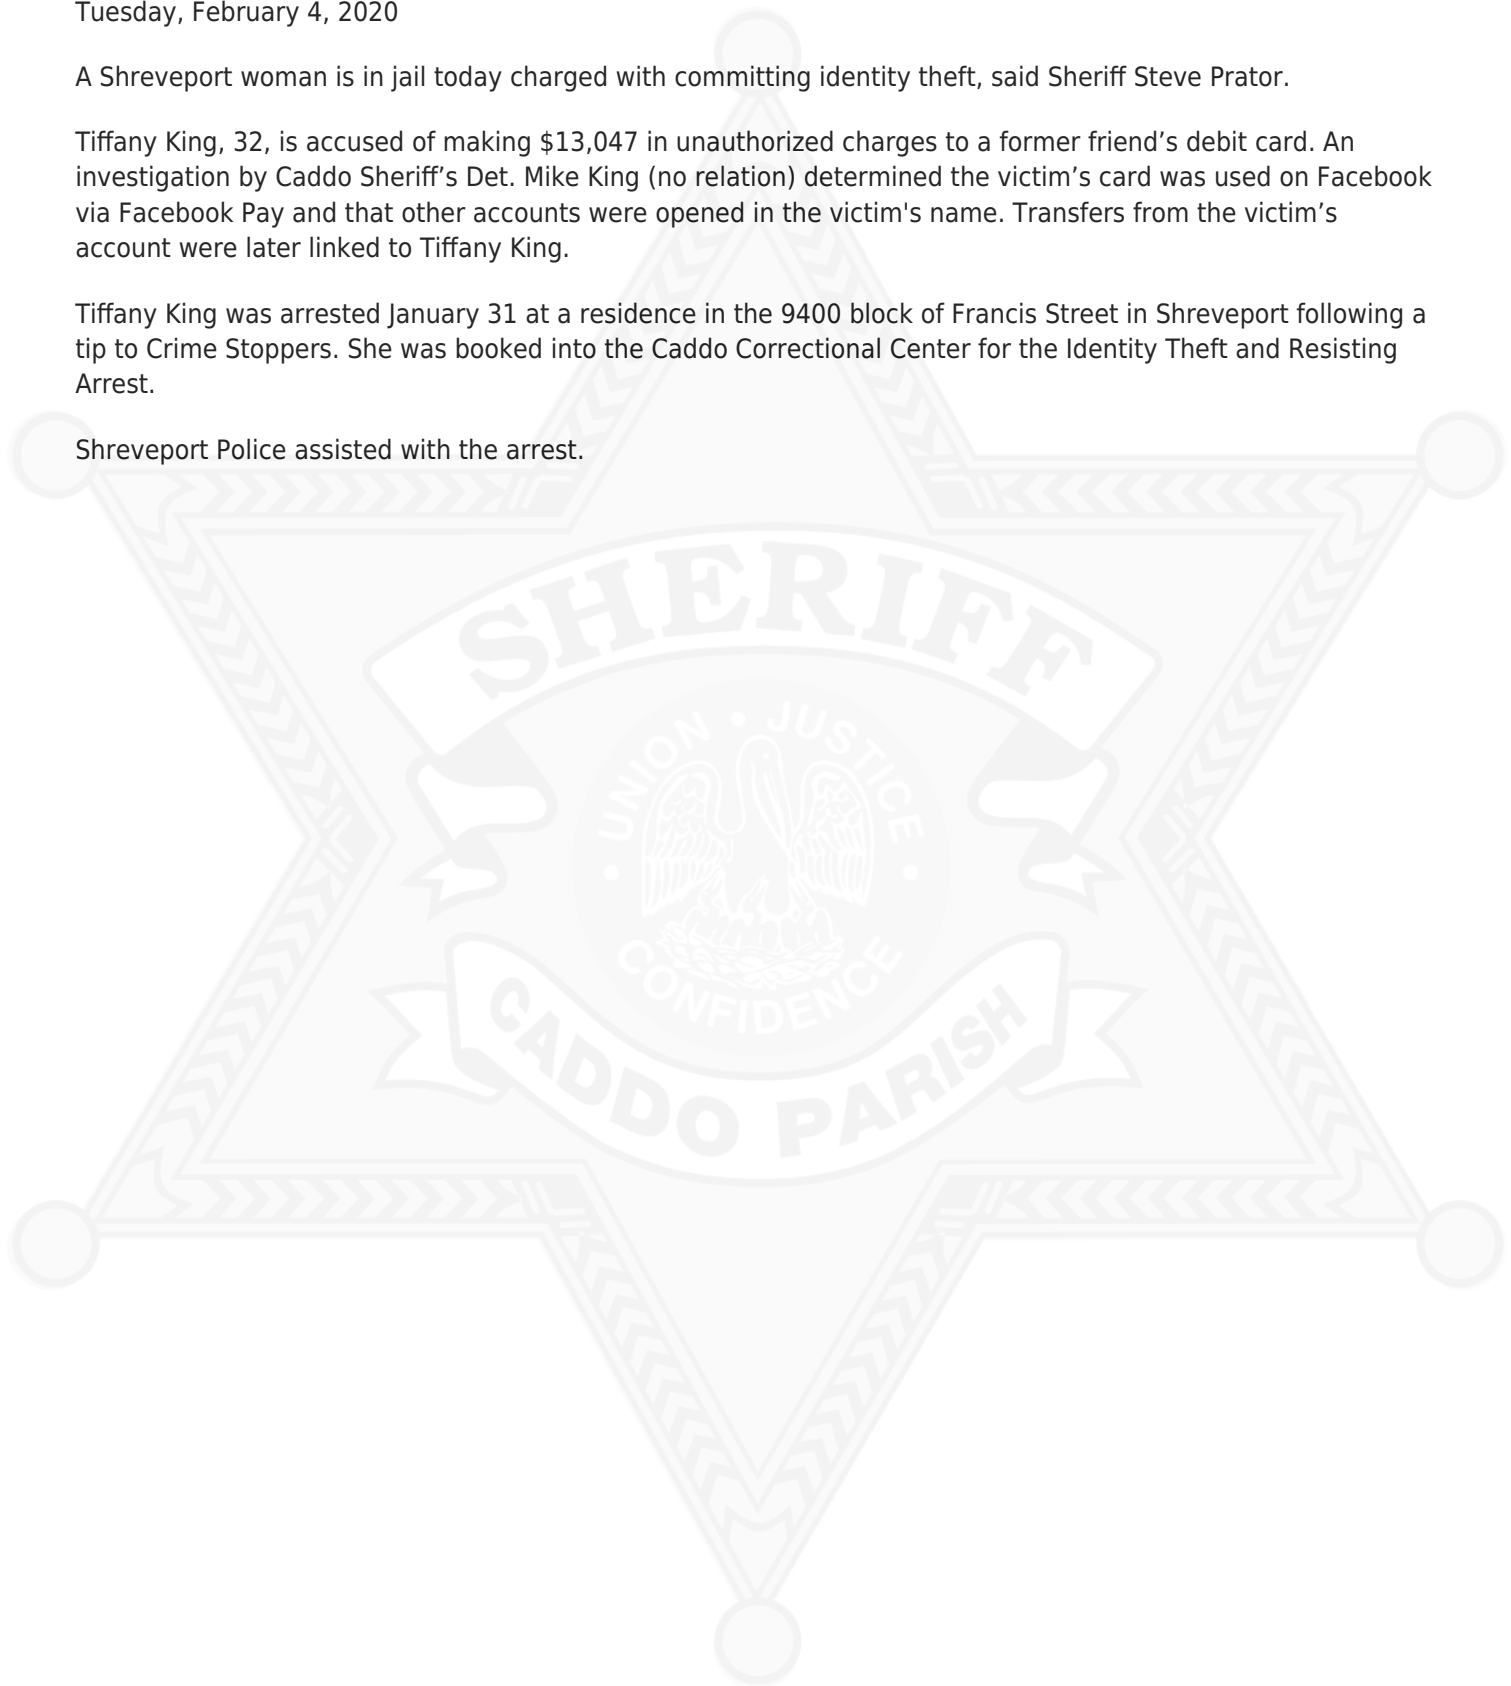 Tuesday, February 4, 2020
A Shreveport woman is in jail today charged with committing identity theft, said Sheriff Steve Prator.
Tiffany King, 32, is accused of making $13,047 in unauthorized charges to a former friend’s debit card. An
investigation by Caddo Sheriff’s Det. Mike King (no relation) determined the victim’s card was used on Facebook
via Facebook Pay and that other accounts were opened in the victim's name. Transfers from the victim’s
account were later linked to Tiffany King.
Tiffany King was arrested January 31 at a residence in the 9400 block of Francis Street in Shreveport following a
tip to Crime Stoppers. She was booked into the Caddo Correctional Center for the Identity Theft and Resisting
Arrest.
Shreveport Police assisted with the arrest.
SHERIFF
UNION • JUSTICE
• CONFIDENCE •
CADDO PARISH